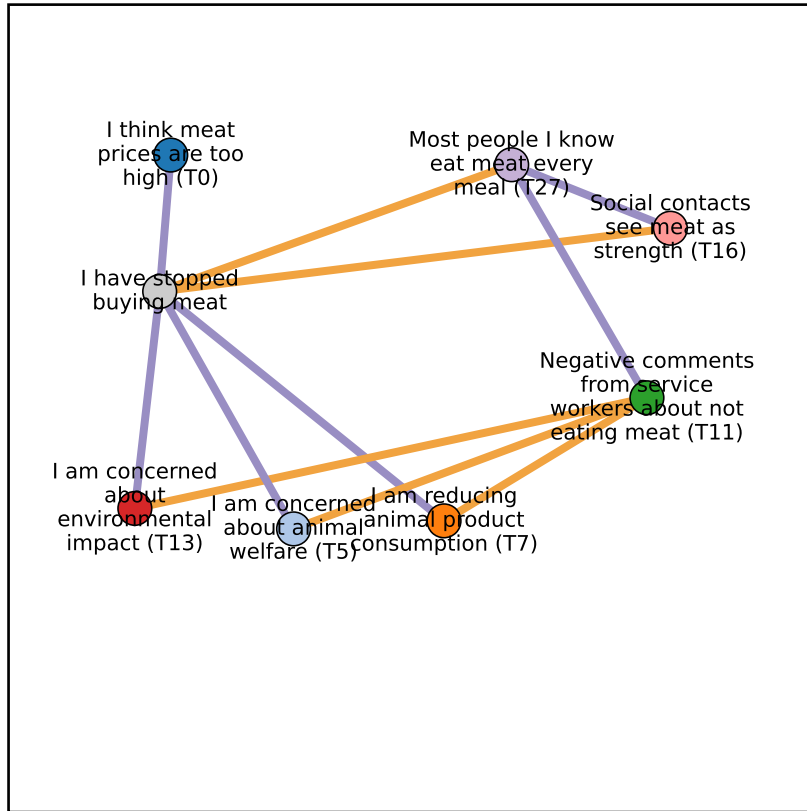 I think meat
prices are too
high (T0)
Most people I know
eat meat every
meal (T27)
Social contacts
see meat as
strength (T16)
I have stopped
buying meat
Negative comments
from service
workers about not
eating meat (T11)
I am concerned
about
environmental
impact (T13)
I am concerned
about animal
welfare (T5)
I am reducing
animal product
consumption (T7)